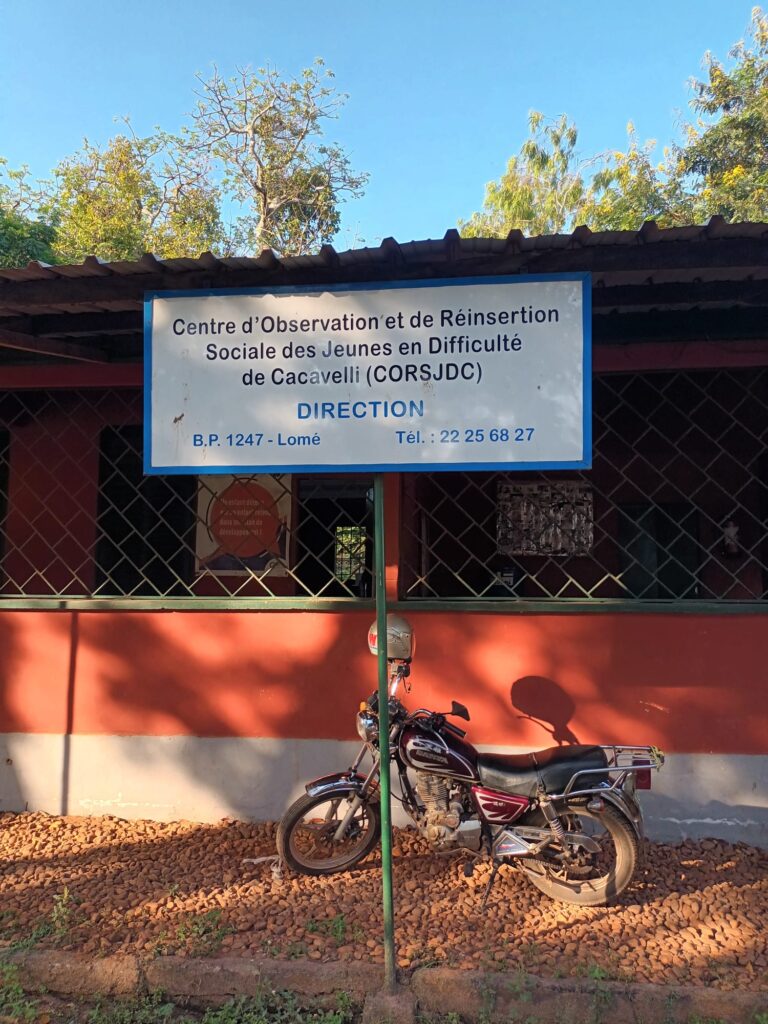 Centre d'Observation et de Réinsertion
Sociale des Jeunes en Difficulté
de Cacavelli (CORSJDC)
DIRECTION
B.P. 1247 - Lomé Tél. : 22 25 68 27
développement !